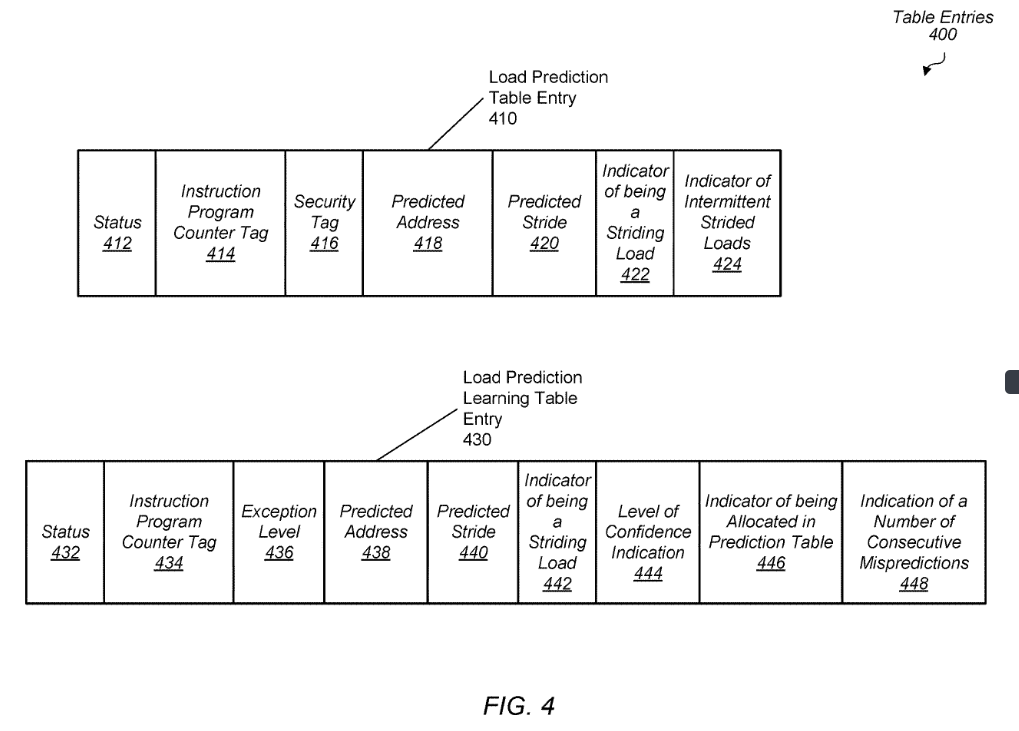 Table Entries
400
Load Prediction
Table Entry
410
Status
412
Instruction
Program
Counter Tag
414
Security
Tag
416
Predicted
Address
418
Predicted
Stride
420
Indicator
of being
a
Striding
Load
422
Indicator of
Intermittent
Strided
Loads
424
Load Prediction
Learning Table
Entry
430
Status
432
Instruction
Program
Counter Tag
434
Exception
Level
436
Predicted
Address
438
Predicted
Stride
440
Indicator
of being
a
Striding
Load
442
Level of
Confidence
Indication
444
Indicator of being
Allocated in
Prediction Table
446
Indication of a
Number of
Consecutive
Mispredictions
448
FIG. 4